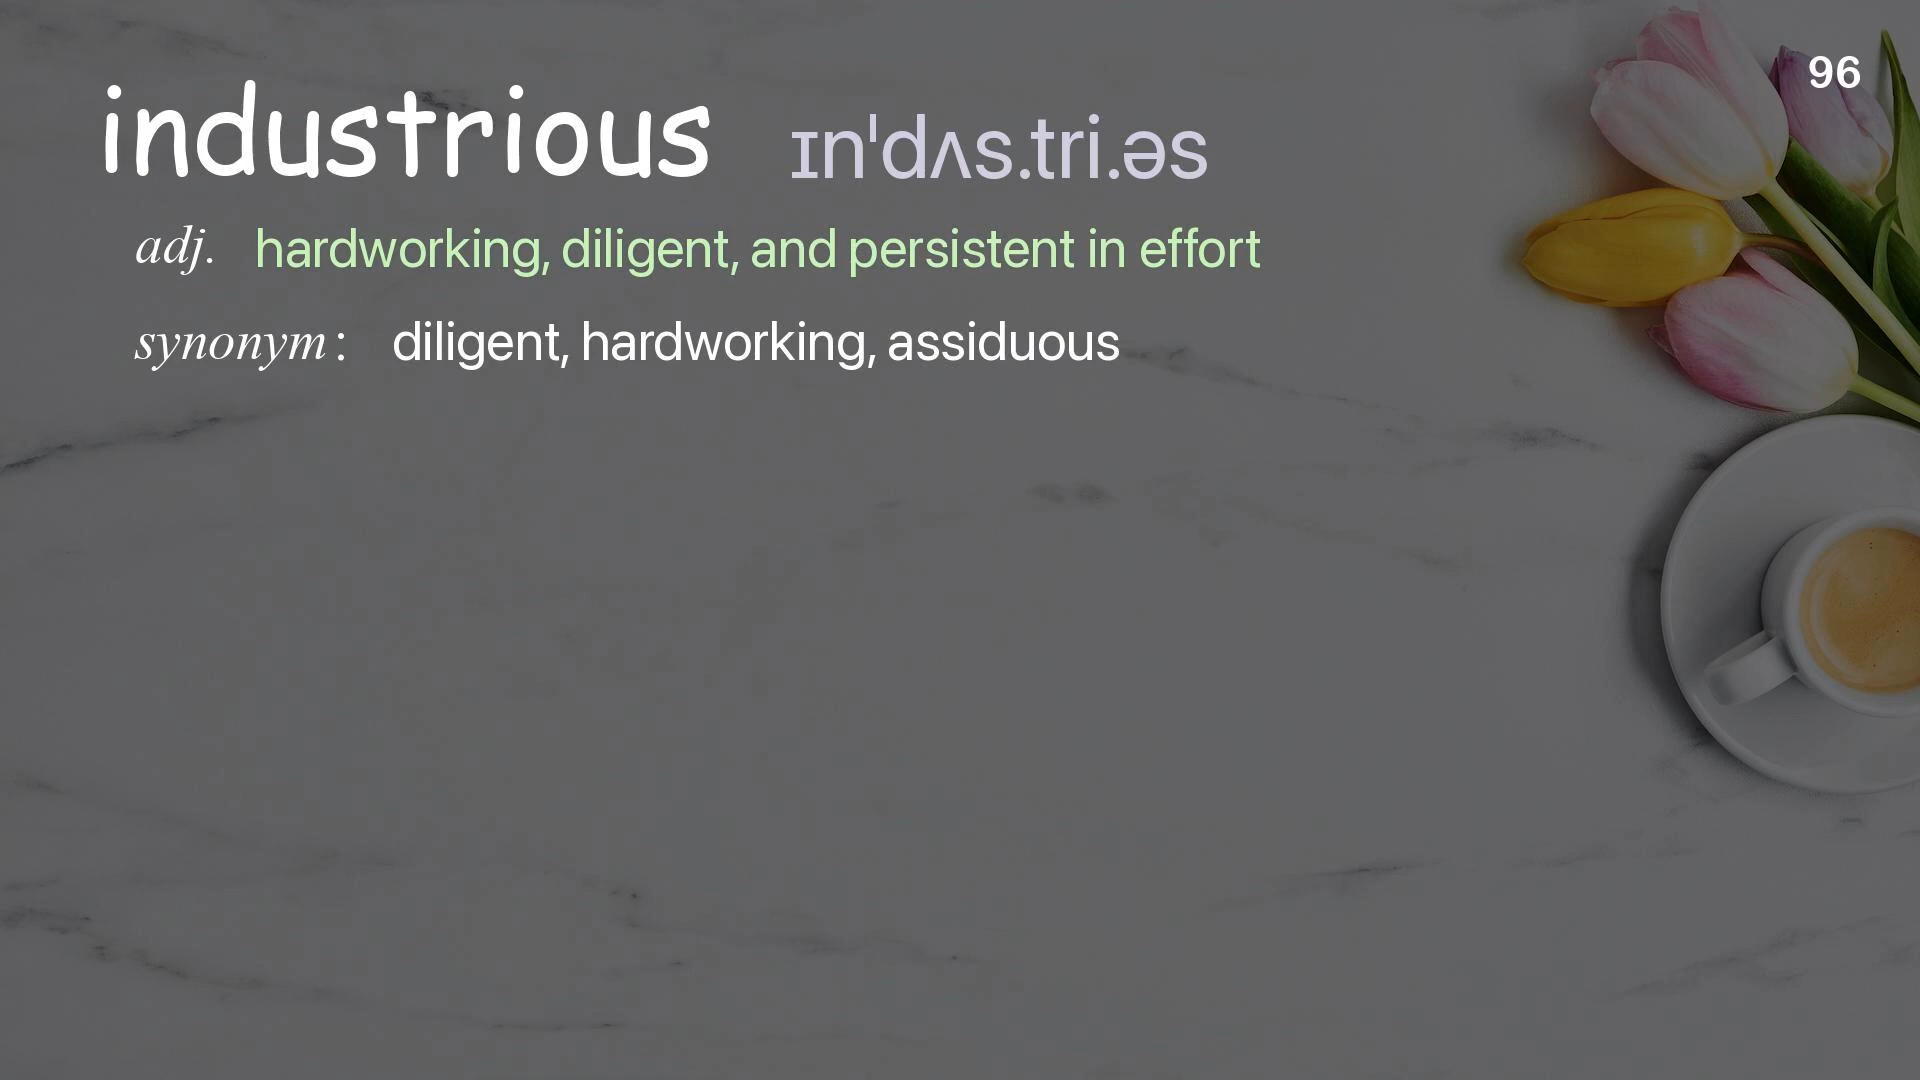 96
industrious ɪnˈdʌs.tri.əs
adj. hardworking, diligent, and persistent in effort
synonym: diligent, hardworking, assiduous